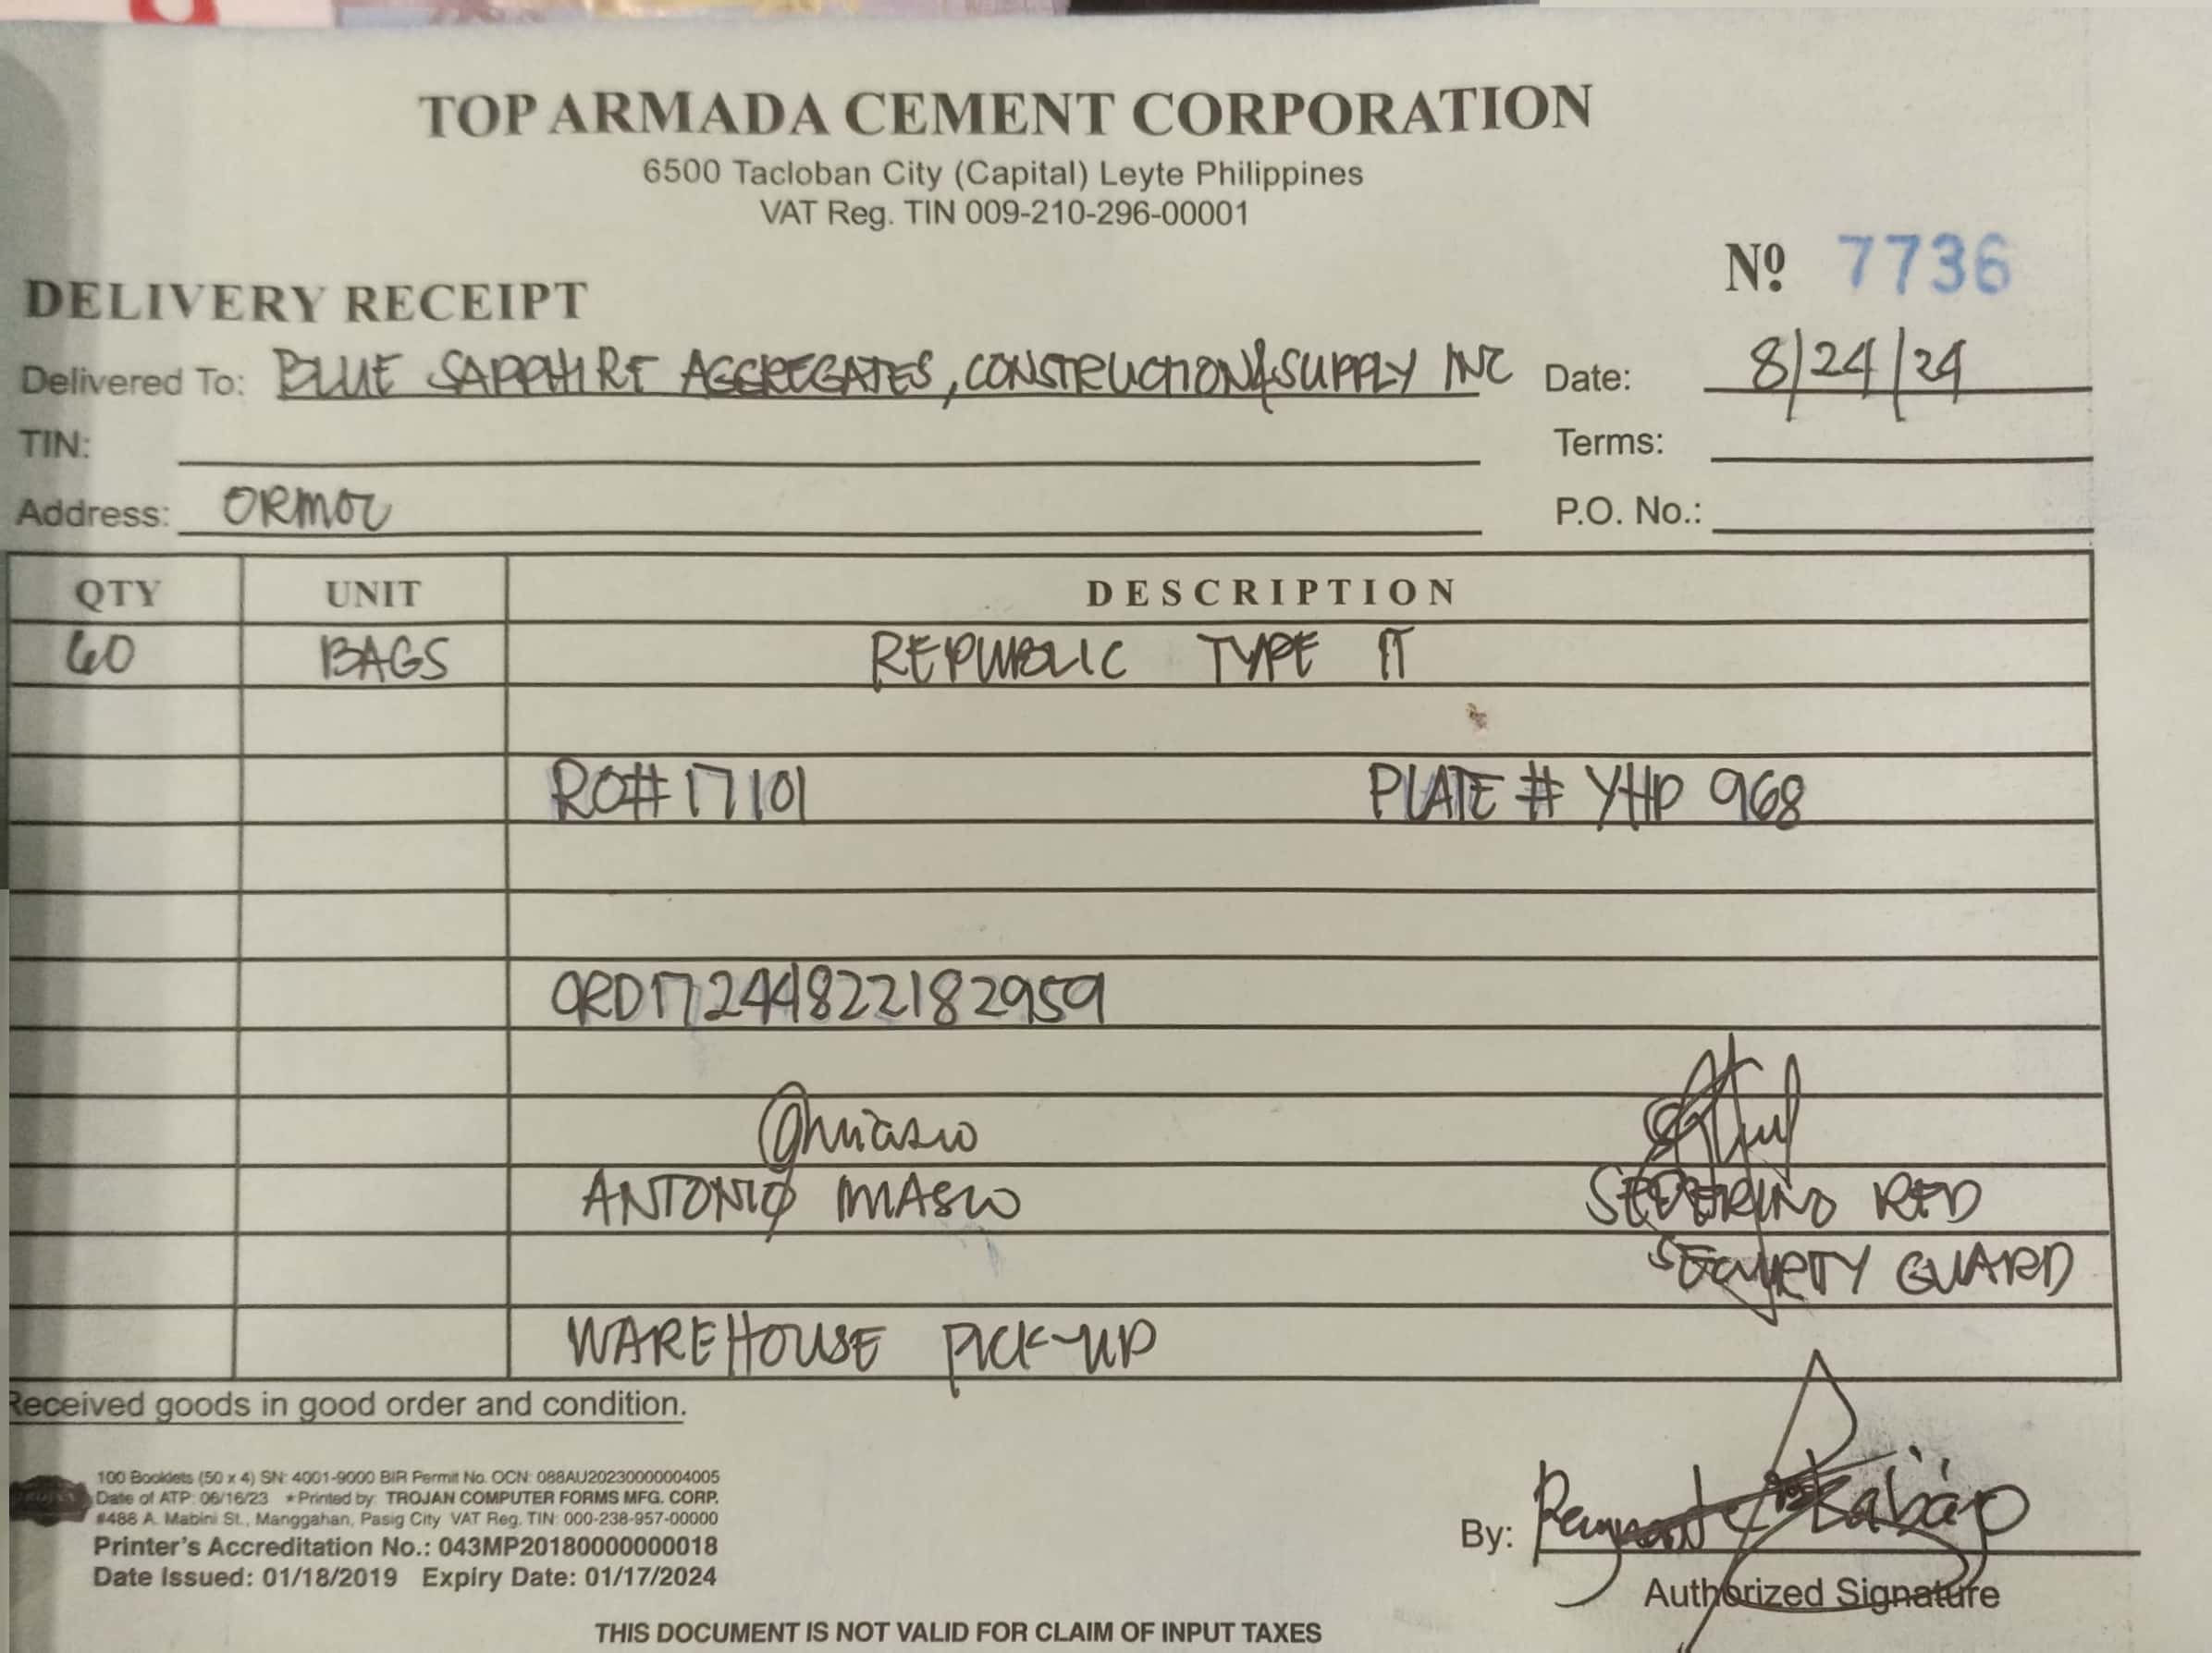 TOP ARMADA CEMENT CORPORATION
6500 Tacloban City (Capital) Leyte Philippines
VAT Reg. TIN 009-210-296-00001
Nº 7736
DELIVERY RECEIPT
Delivered To: BLUE SAPPHIRE AGGREGATES, CONSTRUCTION & SUPPLY INC Date: 8/24/24
TIN: Terms:
Address: ORMOC P.O. No.:
QTY UNIT DESCRIPTION
60 BAGS REPUBLIC TYPE IT
RO# 17101 PLATE # YHP 968
ORD17244822182959
ANTONIO MASIO
SEVERINO RED
SECURITY GUARD
WAREHOUSE PICK-UP
Received goods in good order and condition.
100 Booklets (50 x 4) SN: 4001-9000 BIR Permit No. OCN: 088AU20230000004005
Date of ATP: 06/16/23 *Printed by: TROJAN COMPUTER FORMS MFG. CORP.
#486 A. Mabini St., Manggahan, Pasig City VAT Reg. TIN: 000-238-957-00000
Printer's Accreditation No.: 043MP20180000000018
Date Issued: 01/18/2019 Expiry Date: 01/17/2024
By:
Authorized Signature
THIS DOCUMENT IS NOT VALID FOR CLAIM OF INPUT TAXES